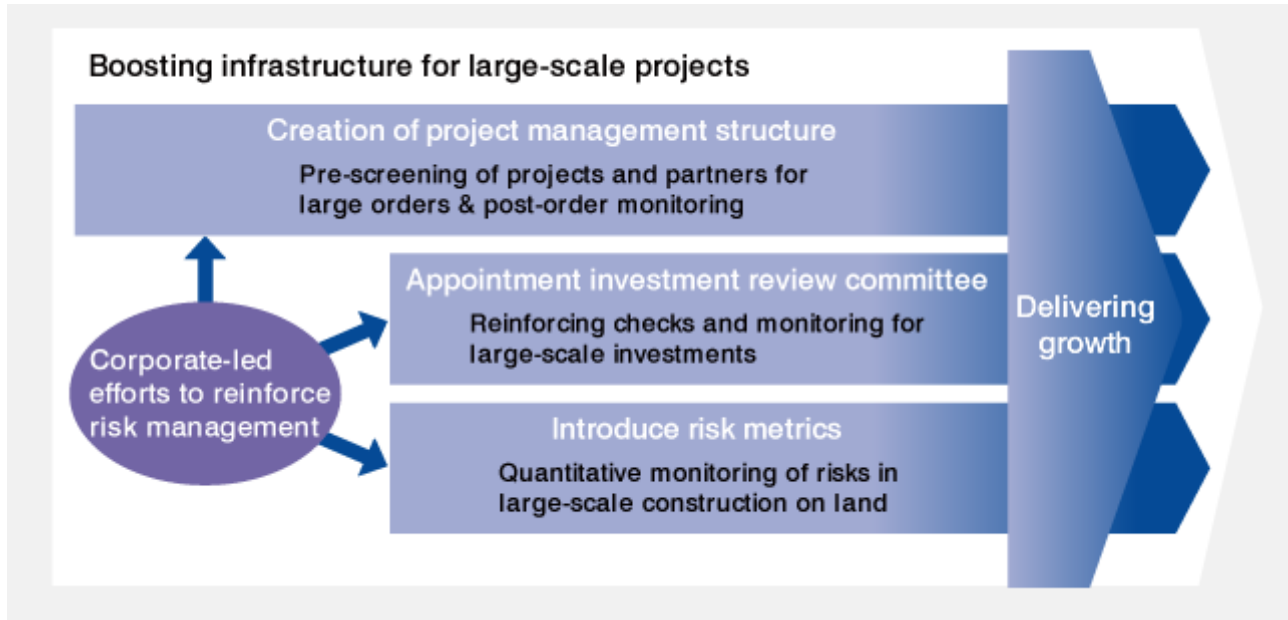 Boosting infrastructure for large-scale projects
Creation of project management structure
Pre-screening of projects and partners for
large orders & post-order monitoring
Appointment investment review committee
Reinforcing checks and monitoring for
large-scale investments
Corporate-led
efforts to reinforce
risk management
Introduce risk metrics
Quantitative monitoring of risks in
large-scale construction on land
Delivering
growth